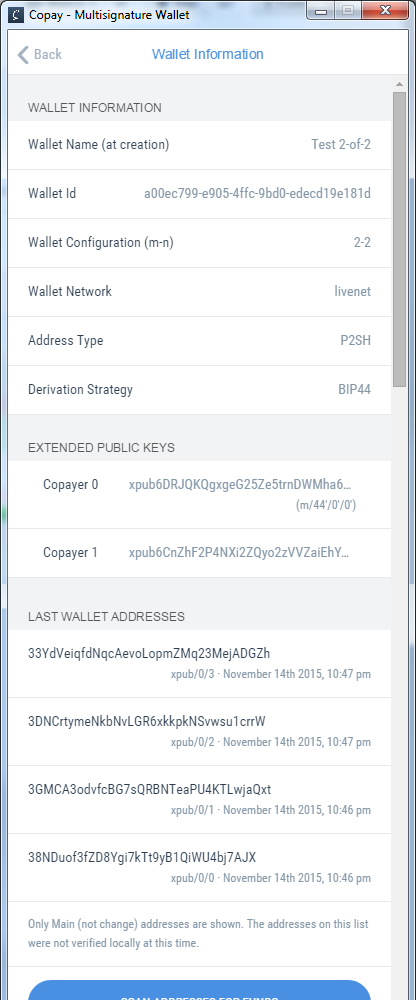 Copay - Multisignature Wallet
Back
Wallet Information
WALLET INFORMATION
Wallet Name (at creation) Test 2-of-2
Wallet Id a00ec799-e905-4ffc-9bd0-edecd19e181d
Wallet Configuration (m-n) 2-2
Wallet Network livenet
Address Type P2SH
Derivation Strategy BIP44
EXTENDED PUBLIC KEYS
Copayer 0 xpub6DRJQKQgxgeG25Ze5trnDWMha6...
(m/44'/0'/0')
Copayer 1 xpub6CnZhF2P4NXi2ZQyo2zVVZaiEhY...
LAST WALLET ADDRESSES
33YdVeiqfdNqcAevoLopmZMq23MejADGZh
xpub/0/3 · November 14th 2015, 10:47 pm
3DNCrtymeNkbNvLGR6xkkpkNSvwsu1crrW
xpub/0/2 · November 14th 2015, 10:47 pm
3GMCA3odvfcBG7sQRBNTeaPU4KTLwjaQxt
xpub/0/1 · November 14th 2015, 10:46 pm
38NDuof3fZD8Ygi7kTt9yB1QiWU4bj7AJX
xpub/0/0 · November 14th 2015, 10:46 pm
Only Main (not change) addresses are shown. The addresses on this list
were not verified locally at this time.
SCAN ADDRESSES FOR FUNDS